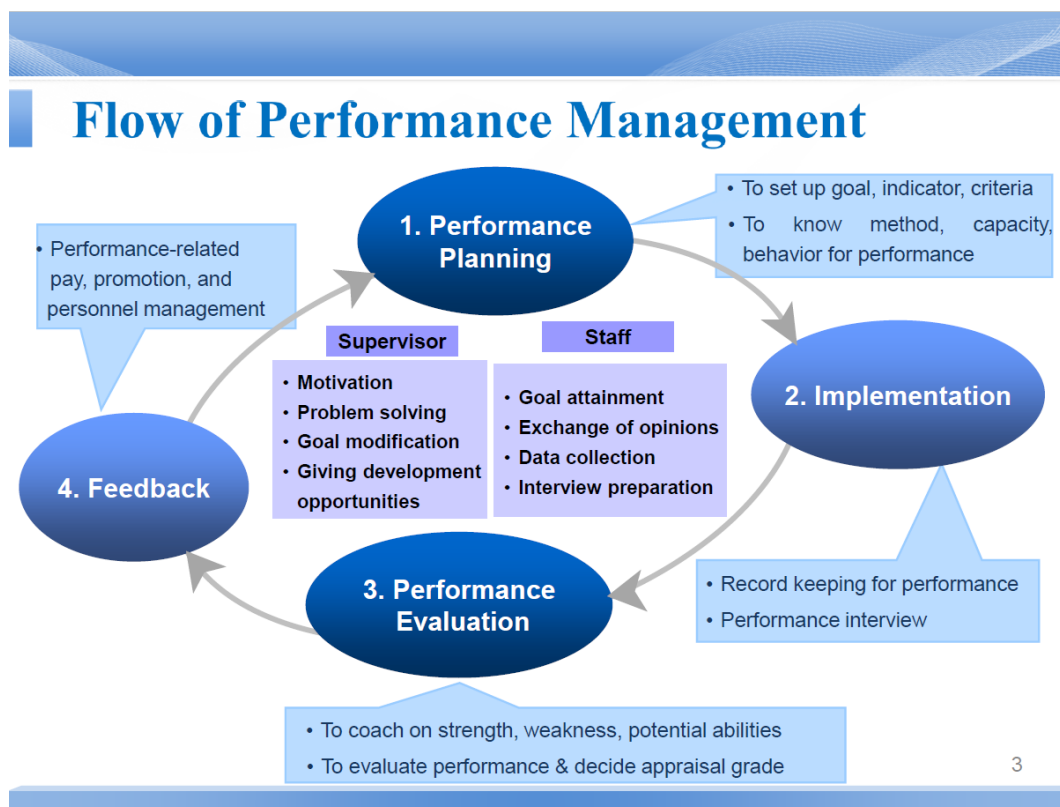 Flow of Performance Management
1. Performance
Planning
• To set up goal, indicator, criteria
• To know method, capacity,
behavior for performance
• Performance-related
pay, promotion, and
personnel management
Supervisor
• Motivation
• Problem solving
• Goal modification
• Giving development
opportunities
Staff
• Goal attainment
• Exchange of opinions
• Data collection
• Interview preparation
2. Implementation
4. Feedback
3. Performance
Evaluation
• Record keeping for performance
• Performance interview
• To coach on strength, weakness, potential abilities
• To evaluate performance & decide appraisal grade
3